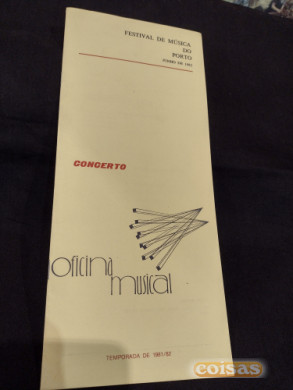 FESTIVAL DE MÚSICA
DO
PORTO
CONCERTO
oficina
musical
TEMPORADA DE 1981/82
coisas